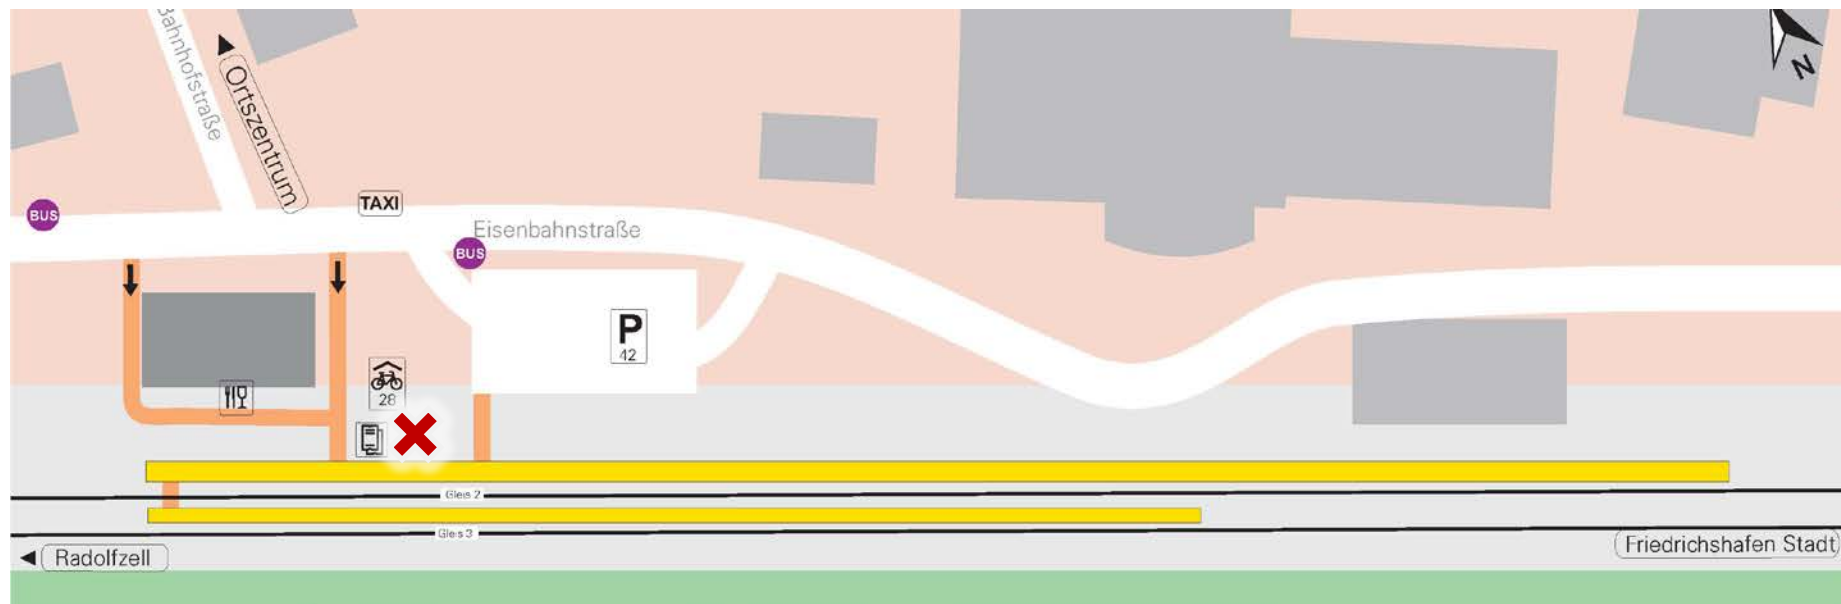 Bahnhofstraße
Ortszentrum
N
BUS
TAXI
Eisenbahnstraße
BUS
P
42
28
Gleis 2
Gleis 3
Radolfzell
Friedrichshafen Stadt